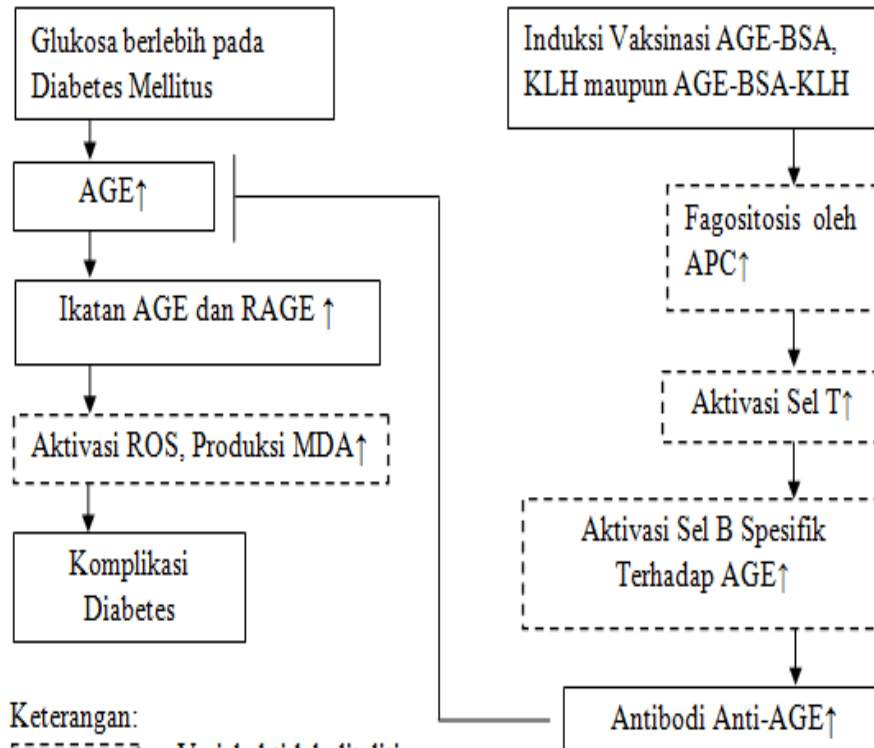 Glukosa berlebih pada
Diabetes Mellitus
AGE↑
Ikatan AGE dan RAGE ↑
Aktivasi ROS, Produksi MDA↑
Komplikasi
Diabetes
Induksi Vaksinasi AGE-BSA,
KLH maupun AGE-BSA-KLH
Fagositosis oleh
APC↑
Aktivasi Sel T↑
Aktivasi Sel B Spesifik
Terhadap AGE↑
Antibodi Anti-AGE↑
Keterangan: